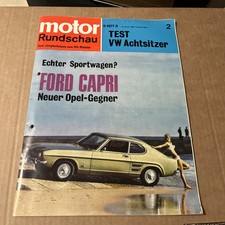 motor
Rundschau
2
TEST
VW Achtsitzer
Echter Sportwagen?
FORD CAPRI
Neuer Opel-Gegner